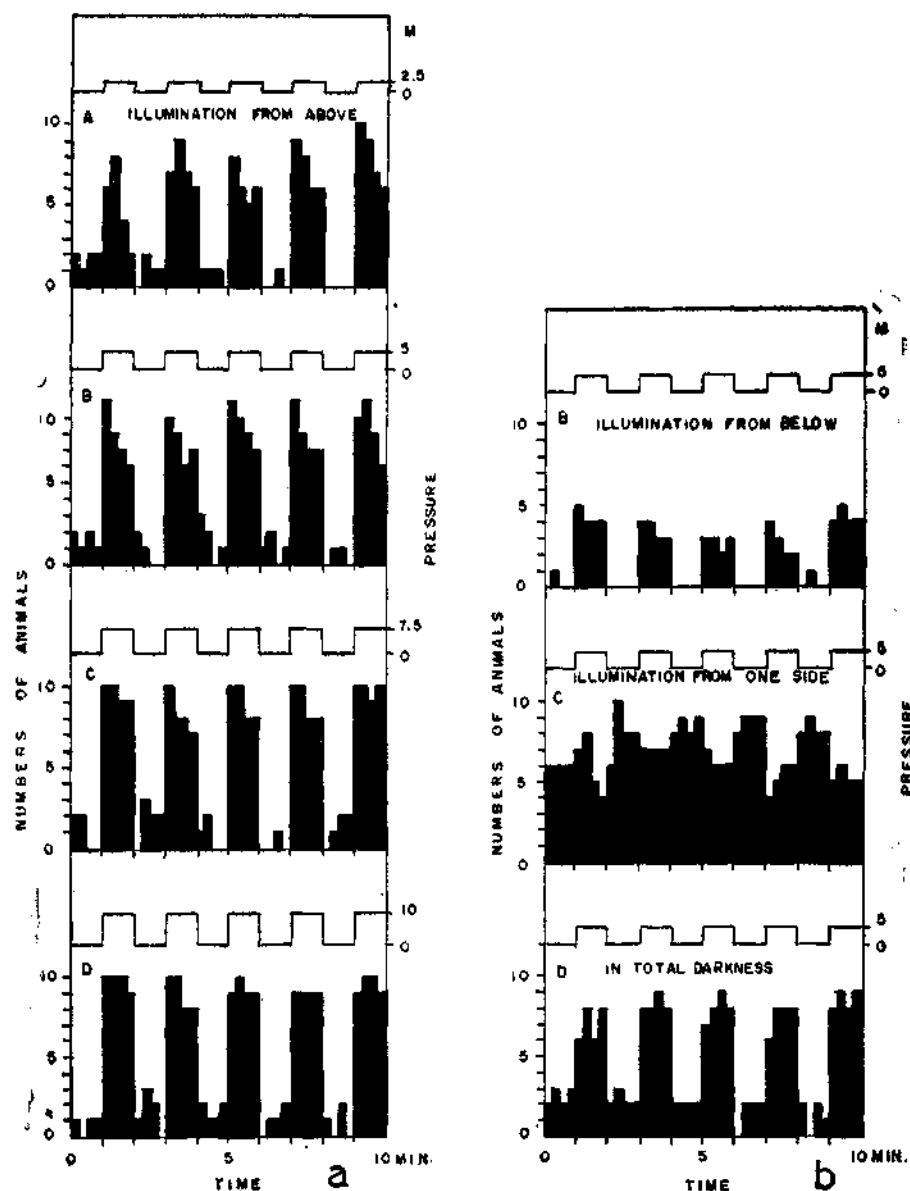 M
2.5
0
A ILLUMINATION FROM ABOVE
10
5
0
5
0
B
10
5
0
7.5
0
C
10
5
0
10
0
D
10
5
0
0 5 10 MIN.
TIME
a
NUMBERS OF ANIMALS
PRESSURE
M
5
0
B ILLUMINATION FROM BELOW
10
5
0
5
0
ILLUMINATION FROM ONE SIDE
C
10
5
0
5
0
D IN TOTAL DARKNESS
10
5
0
0 5 10 MIN.
TIME
b
NUMBERS OF ANIMALS
PRESSURE